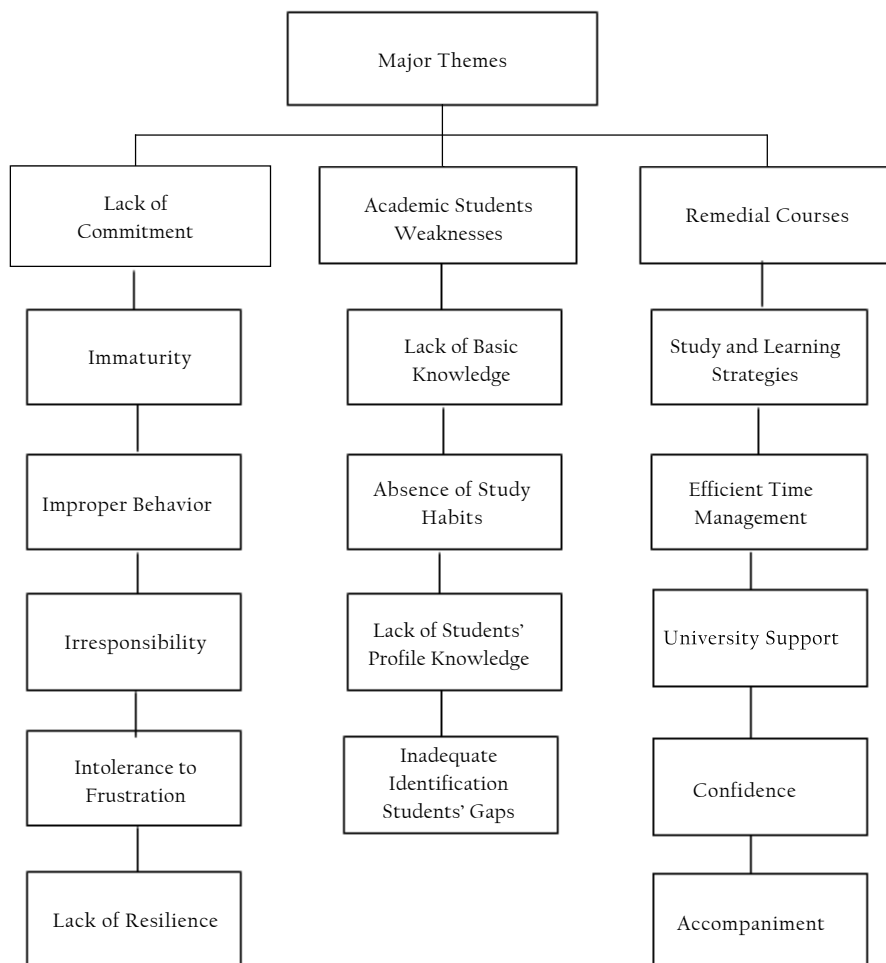 Major Themes
Lack of
Commitment
Immaturity
Improper Behavior
Irresponsibility
Intolerance to
Frustration
Lack of Resilience
Academic Students
Weaknesses
Lack of Basic
Knowledge
Absence of Study
Habits
Lack of Students’
Profile Knowledge
Inadequate
Identification
Students’ Gaps
Remedial Courses
Study and Learning
Strategies
Efficient Time
Management
University Support
Confidence
Accompaniment